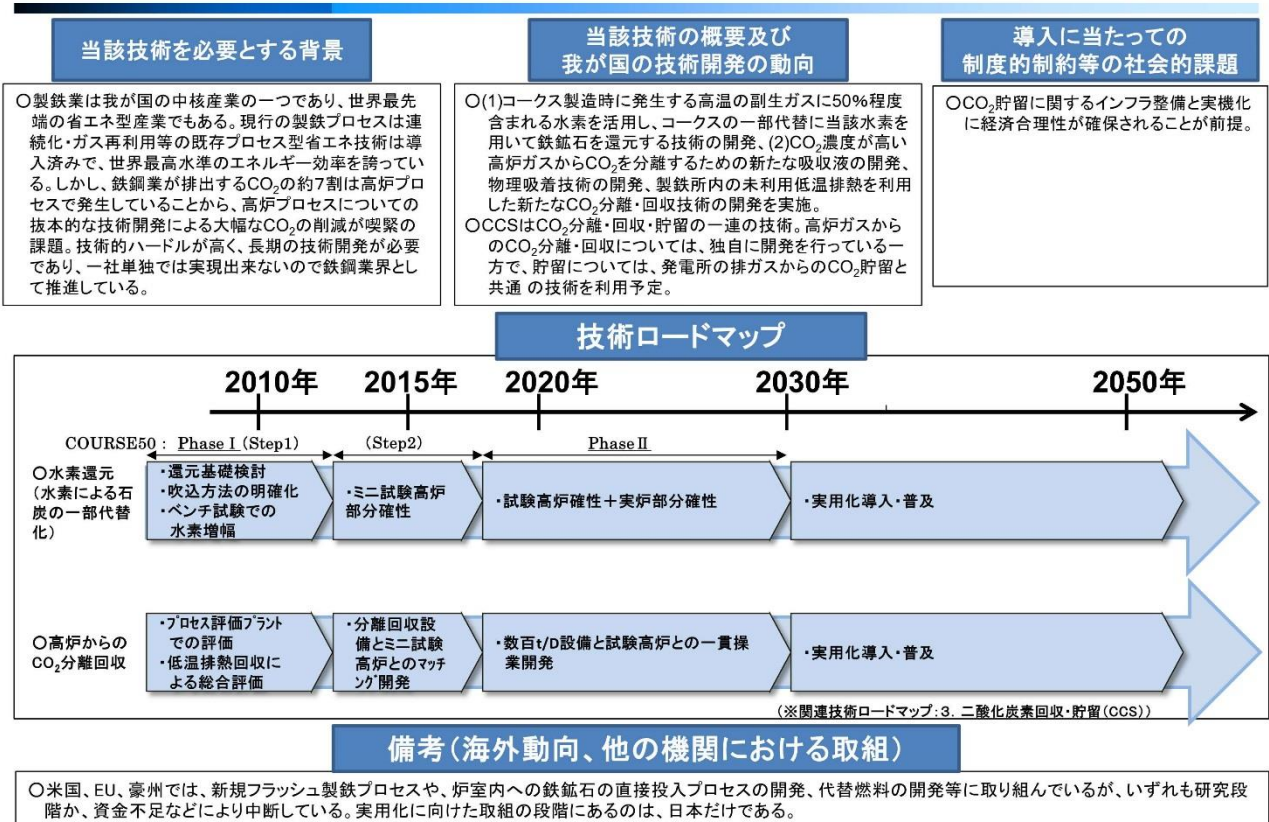 当該技術を必要とする背景
○製鉄業は我が国の中核産業の一つであり、世界最先
端の省エネ型産業でもある。現行の製鉄プロセスは連
続化・ガス再利用等の既存プロセス型省エネ技術は導
入済みで、世界最高水準のエネルギー効率を誇ってい
る。しかし、鉄鋼業が排出するCO2の約7割は高炉プロ
セスで発生していることから、高炉プロセスについての
抜本的な技術開発による大幅なCO2の削減が喫緊の
課題。技術的ハードルが高く、長期の技術開発が必要
であり、一社単独では実現出来ないので鉄鋼業界とし
て推進している。
当該技術の概要及び
我が国の技術開発の動向
○(1)コークス製造時に発生する高温の副生ガスに50%程度
含まれる水素を活用し、コークスの一部代替に当該水素を
用いて鉄鉱石を還元する技術の開発、(2)CO2濃度が高い
高炉ガスからCO2を分離するための新たな吸収液の開発、
物理吸着技術の開発、製鉄所内の未利用低温排熱を利用
した新たなCO2分離・回収技術の開発を実施。
○CCSはCO2分離・回収・貯留の一連の技術。高炉ガスから
のCO2分離・回収については、独自に開発を行っている一
方で、貯留については、発電所の排ガスからのCO2貯留と
共通 の技術を利用予定。
導入に当たっての
制度的制約等の社会的課題
○CO2貯留に関するインフラ整備と実機化
に経済合理性が確保されることが前提。
技術ロードマップ
2010年 2015年 2020年 2030年 2050年
COURSE50 : Phase I (Step1) (Step2) Phase II
○水素還元
(水素による石
炭の一部代替
化)
・還元基礎検討
・吹込方法の明確化
・ベンチ試験での
水素増幅
・ミニ試験高炉
部分確性
・試験高炉確性+実炉部分確性
・実用化導入・普及
○高炉からの
CO2分離回収
・プロセス評価プラント
での評価
・低温排熱回収に
よる総合評価
・分離回収設
備とミニ試験
高炉とのマッチ
ング開発
・数百t/D設備と試験高炉との一貫操
業開発
・実用化導入・普及
(※関連技術ロードマップ:3. 二酸化炭素回収・貯留(CCS))
備考(海外動向、他の機関における取組)
○米国、EU、豪州では、新規フラッシュ製鉄プロセスや、炉室内への鉄鉱石の直接投入プロセスの開発、代替燃料の開発等に取り組んでいるが、いずれも研究段
階か、資金不足などにより中断している。実用化に向けた取組の段階にあるのは、日本だけである。